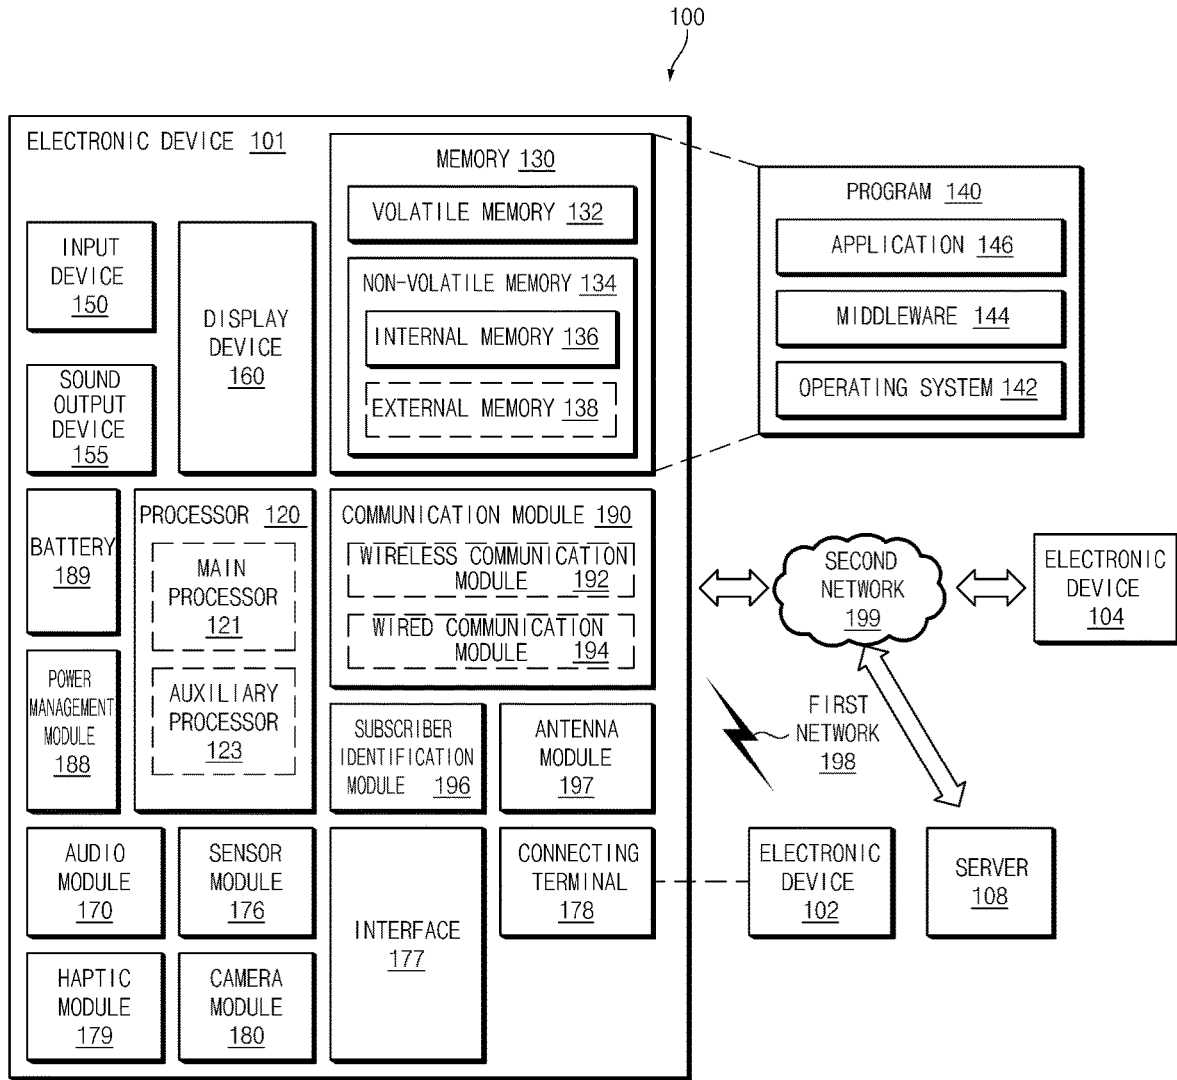 100
ELECTRONIC DEVICE 101
MEMORY 130
VOLATILE MEMORY 132
NON-VOLATILE MEMORY 134
INTERNAL MEMORY 136
EXTERNAL MEMORY 138
PROGRAM 140
APPLICATION 146
MIDDLEWARE 144
OPERATING SYSTEM 142
INPUT
DEVICE
150
DISPLAY
DEVICE
160
SOUND
OUTPUT
DEVICE
155
BATTERY
189
PROCESSOR 120
MAIN
PROCESSOR
121
AUXILIARY
PROCESSOR
123
COMMUNICATION MODULE 190
WIRELESS COMMUNICATION
MODULE 192
WIRED COMMUNICATION
MODULE 194
SECOND
NETWORK
199
ELECTRONIC
DEVICE
104
POWER
MANAGEMENT
MODULE
188
SUBSCRIBER
IDENTIFICATION
MODULE 196
ANTENNA
MODULE
197
FIRST
NETWORK
198
AUDIO
MODULE
170
SENSOR
MODULE
176
INTERFACE
177
CONNECTING
TERMINAL
178
ELECTRONIC
DEVICE
102
SERVER
108
HAPTIC
MODULE
179
CAMERA
MODULE
180